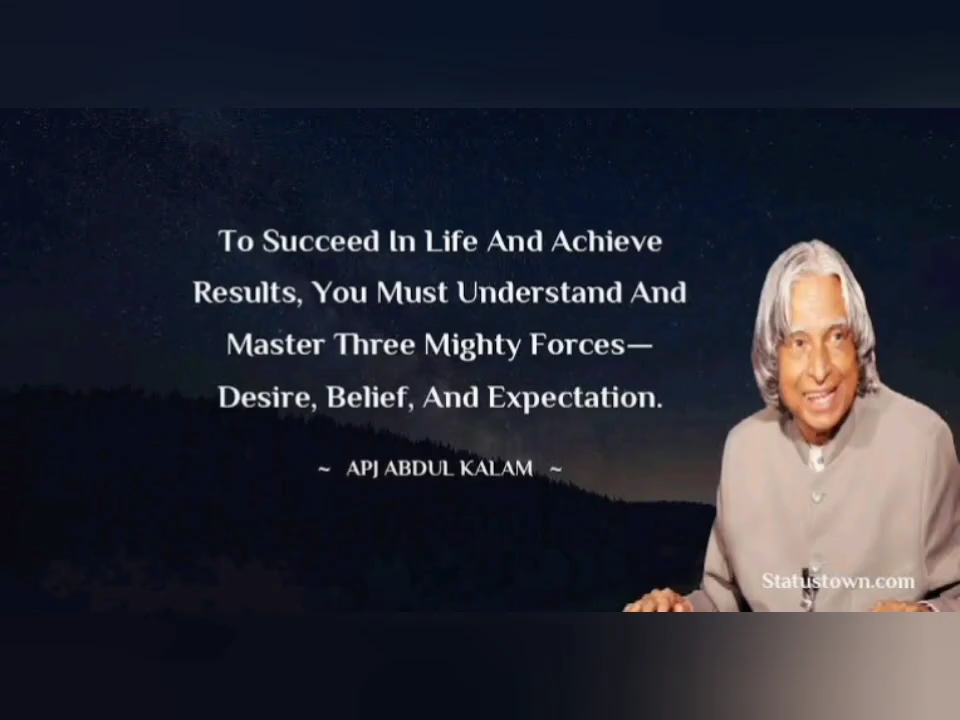 To Succeed In Life And Achieve
Results, You Must Understand And
Master Three Mighty Forces—
Desire, Belief, And Expectation.
~ APJ ABDUL KALAM ~
Statustown.com